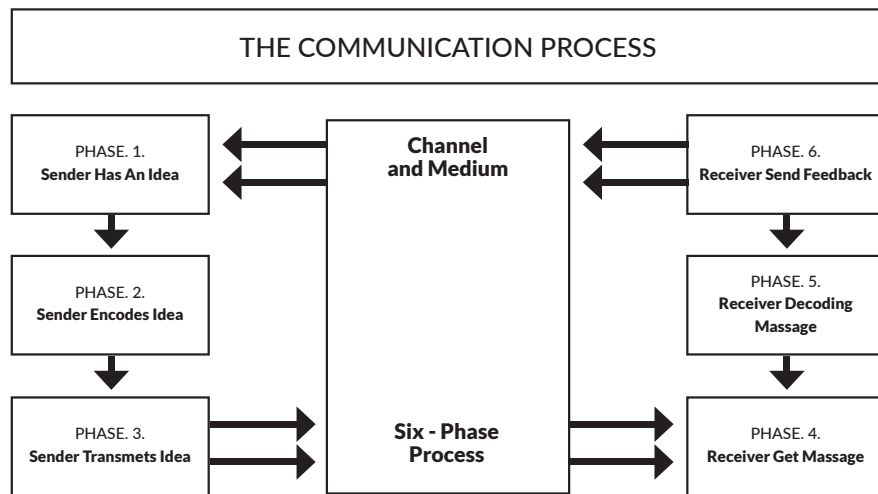 THE COMMUNICATION PROCESS
PHASE. 1.
Sender Has An Idea
PHASE. 2.
Sender Encodes Idea
PHASE. 3.
Sender Transmets Idea
Channel
and Medium
Six - Phase
Process
PHASE. 6.
Receiver Send Feedback
PHASE. 5.
Receiver Decoding
Massage
PHASE. 4.
Receiver Get Massage